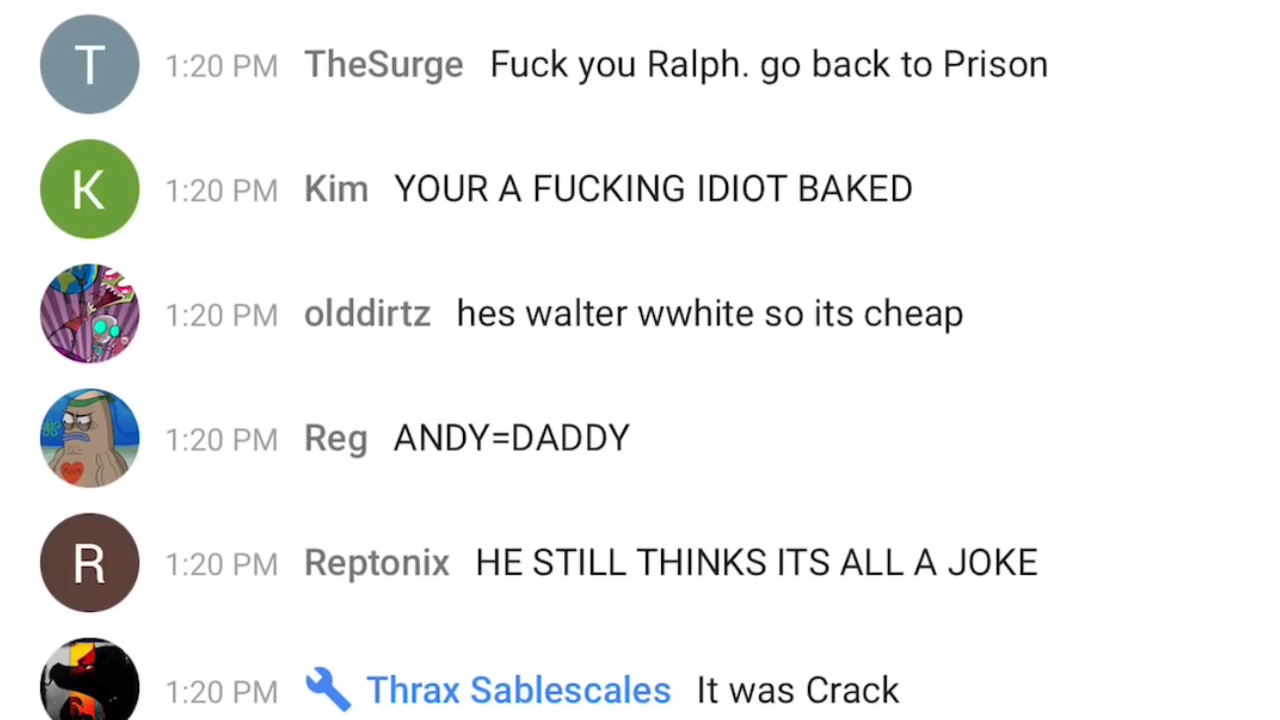 T 1:20 PM TheSurge Fuck you Ralph. go back to Prison
K 1:20 PM Kim YOUR A FUCKING IDIOT BAKED
1:20 PM olddirtz hes walter wwhite so its cheap
1:20 PM Reg ANDY=DADDY
R 1:20 PM Reptonix HE STILL THINKS ITS ALL A JOKE
1:20 PM Thrax Sablescales It was Crack